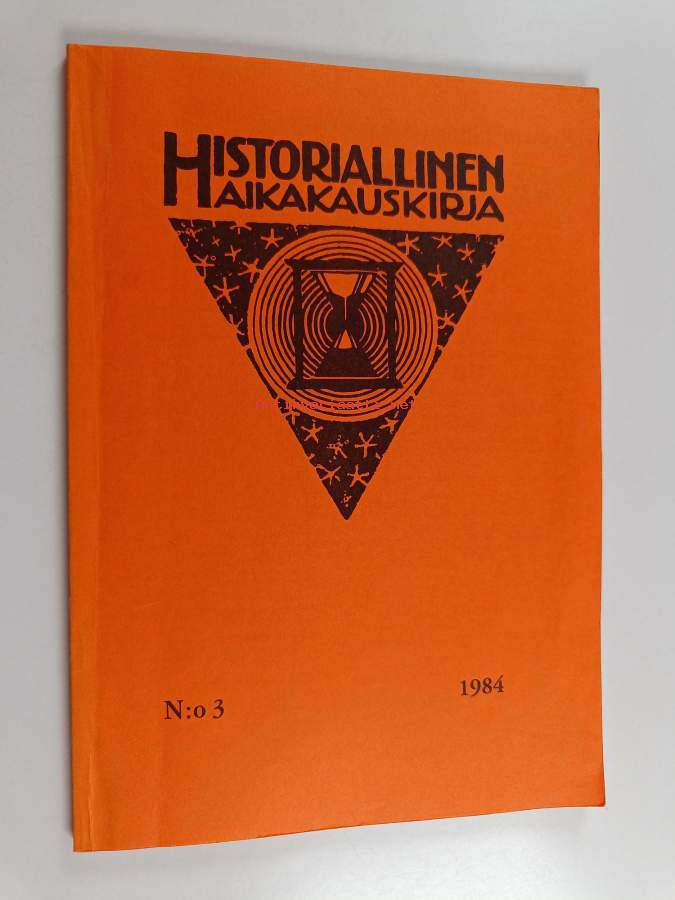 HISTORIALLINEN
AIKAKAUSKIRJA
N:o 3
1984